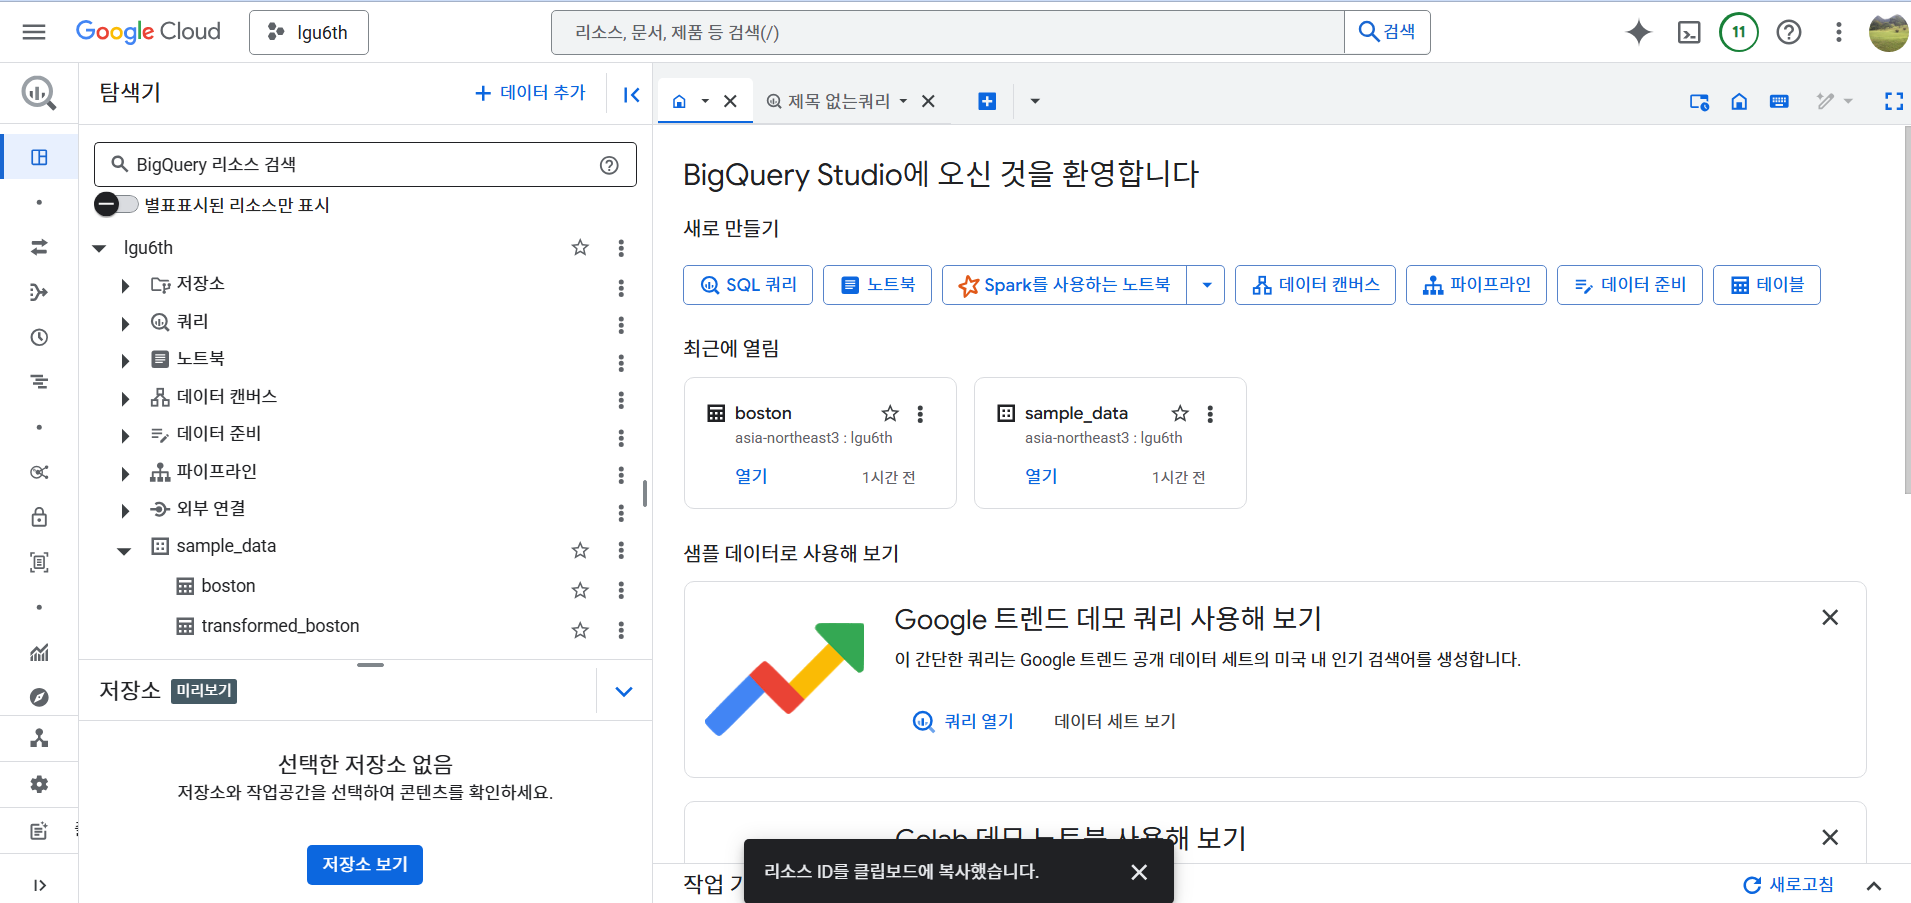 Google Cloud
lgu6th
리소스, 문서, 제품 등 검색(/)
검색
11
탐색기
데이터 추가
제목 없는쿼리
BigQuery 리소스 검색
별표표시된 리소스만 표시
lgu6th
저장소
쿼리
노트북
데이터 캔버스
데이터 준비
파이프라인
외부 연결
sample_data
boston
transformed_boston
저장소
미리보기
선택한 저장소 없음
저장소와 작업공간을 선택하여 콘텐츠를 확인하세요.
저장소 보기
BigQuery Studio에 오신 것을 환영합니다
새로 만들기
SQL 쿼리
노트북
Spark를 사용하는 노트북
데이터 캔버스
파이프라인
데이터 준비
테이블
최근에 열림
boston
asia-northeast3 : lgu6th
열기
1시간 전
sample_data
asia-northeast3 : lgu6th
열기
1시간 전
샘플 데이터로 사용해 보기
Google 트렌드 데모 쿼리 사용해 보기
이 간단한 쿼리는 Google 트렌드 공개 데이터 세트의 미국 내 인기 검색어를 생성합니다.
쿼리 열기
데이터 세트 보기
Colab 데모 노트북 사용해 보기
리소스 ID를 클립보드에 복사했습니다.
작업
새로고침